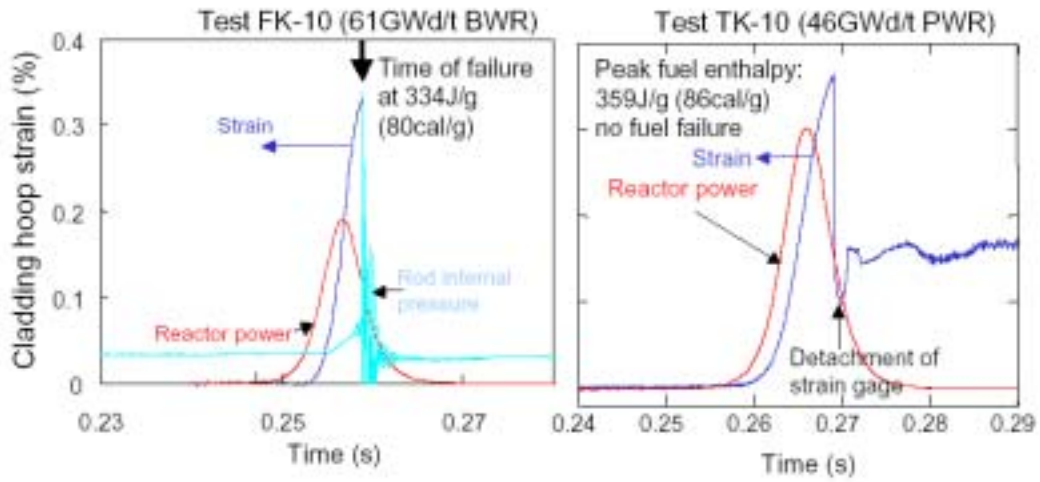 Test FK-10 (61GWd/t BWR)
Cladding hoop strain (%)
0.4
0.3
0.2
0.1
0
Time of failure
at 334J/g
(80cal/g)
Strain
Rod internal
pressure
Reactor power
0.23
0.25
0.27
Time (s)
Test TK-10 (46GWd/t PWR)
Peak fuel enthalpy:
359J/g (86cal/g)
no fuel failure
Strain
Reactor power
Detachment of
strain gage
0.24
0.25
0.26
0.27
0.28
0.29
Time (s)